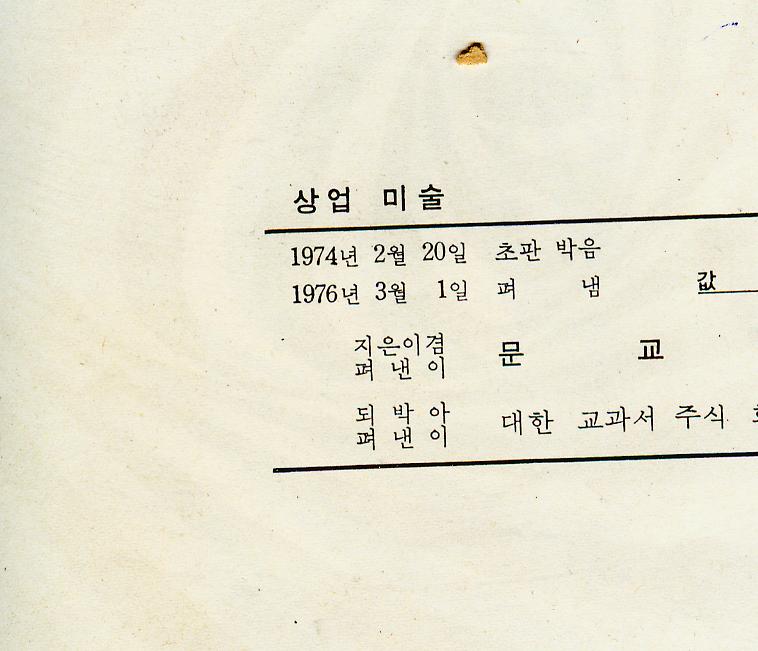 상업 미술
1974년 2월 20일 초판 박음
1976년 3월 1일 펴 냄 값
지은이겸
펴 낸 이 문 교
되 박 아
펴 낸 이 대한 교과서 주식